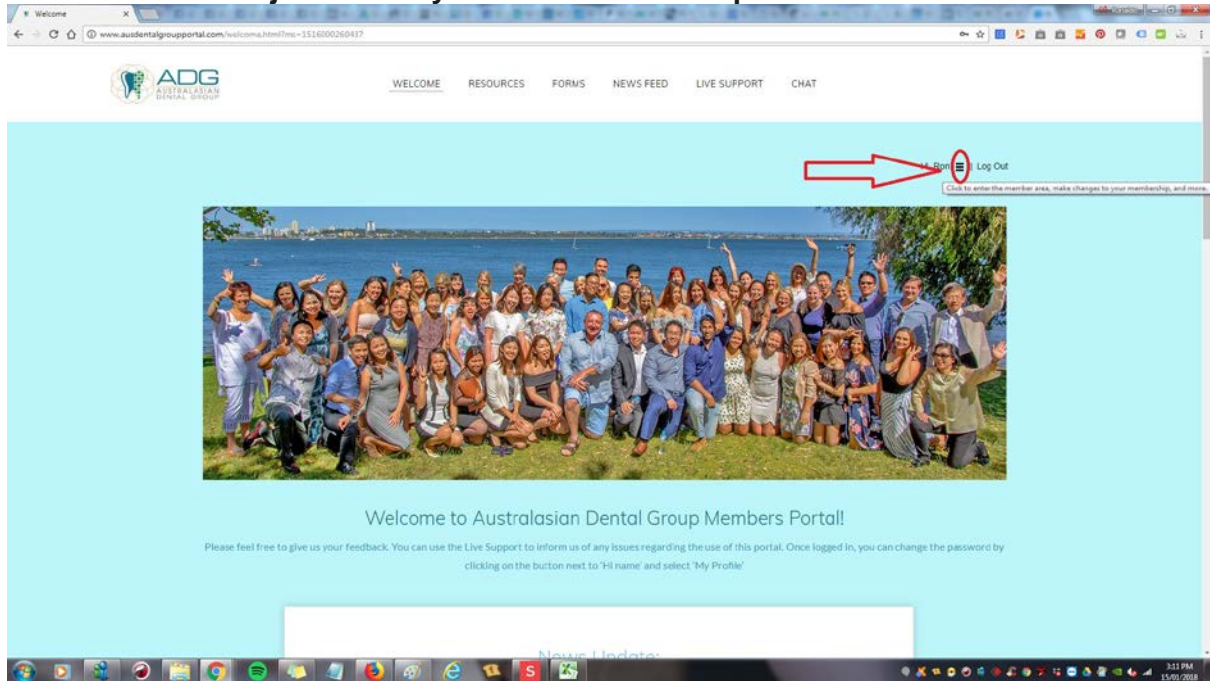 Welcome
www.ausdentalgroupportal.com/welcome.html?ms=1516000260437
ADG
AUSTRALASIAN
DENTAL GROUP
WELCOME RESOURCES FORMS NEWS FEED LIVE SUPPORT CHAT
Ron | Log Out
Click to enter the member area, make changes to your membership, and more.
Welcome to Australasian Dental Group Members Portal!
Please feel free to give us your feedback. You can use the Live Support to inform us of any issues regarding the use of this portal. Once logged in, you can change the password by
clicking on the button next to 'Hi name' and select 'My Profile'
News Update:
3:11 PM
15/01/2018